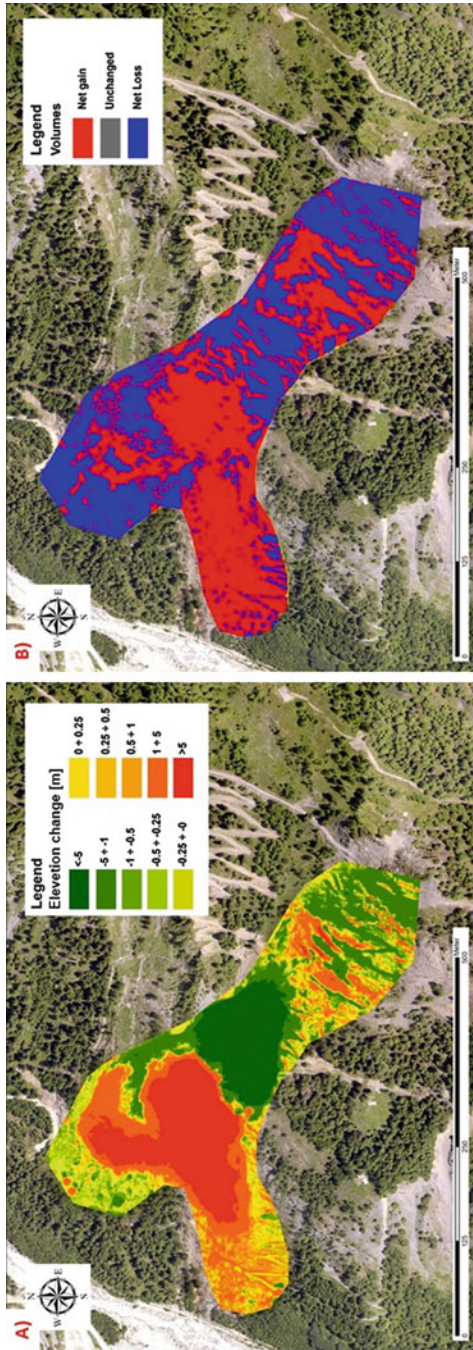 A)
N
W E
S
Legend
Elevetion change [m]
<-5
-5 ÷ -1
-1 ÷ -0.5
-0.5 ÷ -0.25
-0.25 ÷ -0
0 ÷ 0.25
0.25 ÷ 0.5
0.5 ÷ 1
1 ÷ 5
>5
0 125 250 500
Meter
B)
N
W E
S
Legend
Volumes
Net gain
Unchanged
Net Loss
0 125 250 500
Meter